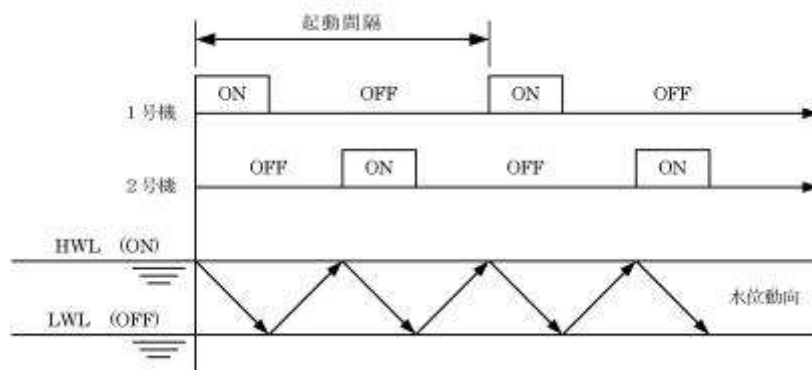 起動間隔
ON OFF ON OFF
1号機
OFF ON OFF ON
2号機
HWL (ON)
水位動向
LWL (OFF)